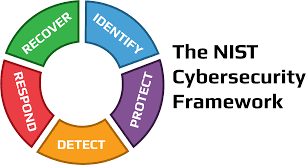 RECOVER
IDENTIFY
PROTECT
DETECT
RESPOND
The NIST
Cybersecurity
Framework